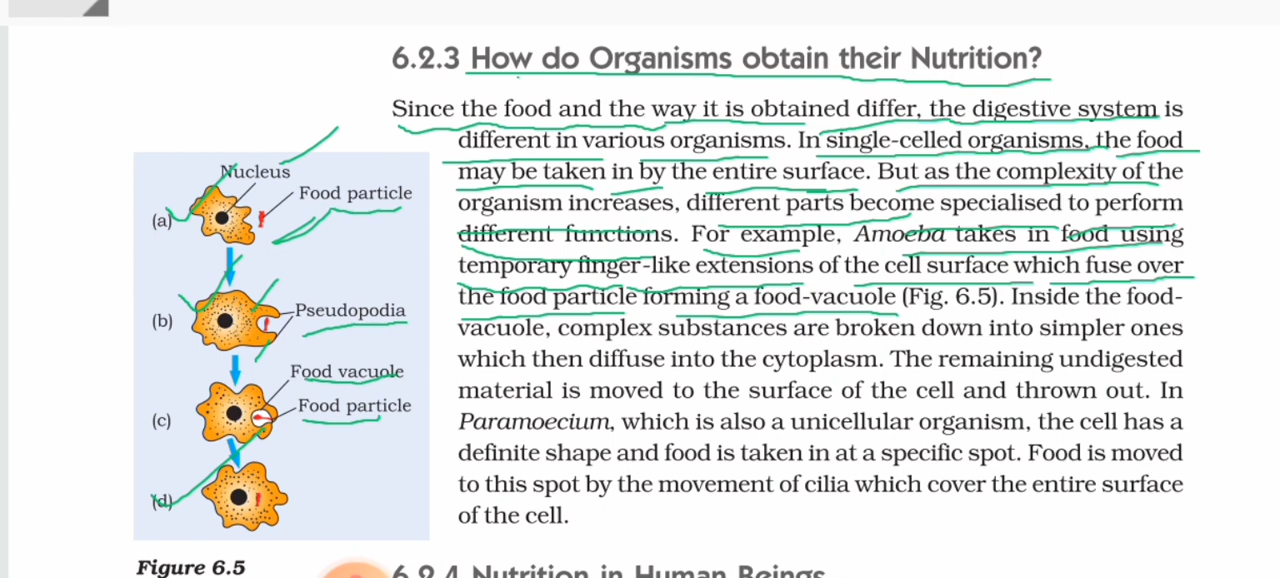 6.2.3 How do Organisms obtain their Nutrition?
Since the food and the way it is obtained differ, the digestive system is
different in various organisms. In single-celled organisms, the food
may be taken in by the entire surface. But as the complexity of the
organism increases, different parts become specialised to perform
different functions. For example, Amoeba takes in food using
temporary finger-like extensions of the cell surface which fuse over
the food particle forming a food-vacuole (Fig. 6.5). Inside the food-
vacuole, complex substances are broken down into simpler ones
which then diffuse into the cytoplasm. The remaining undigested
material is moved to the surface of the cell and thrown out. In
Paramoecium, which is also a unicellular organism, the cell has a
definite shape and food is taken in at a specific spot. Food is moved
to this spot by the movement of cilia which cover the entire surface
of the cell.
Nucleus
Food particle
(a)
Pseudopodia
(b)
Food vacuole
Food particle
(c)
(d)
Figure 6.5
6.2.4 Nutrition in Human Beings